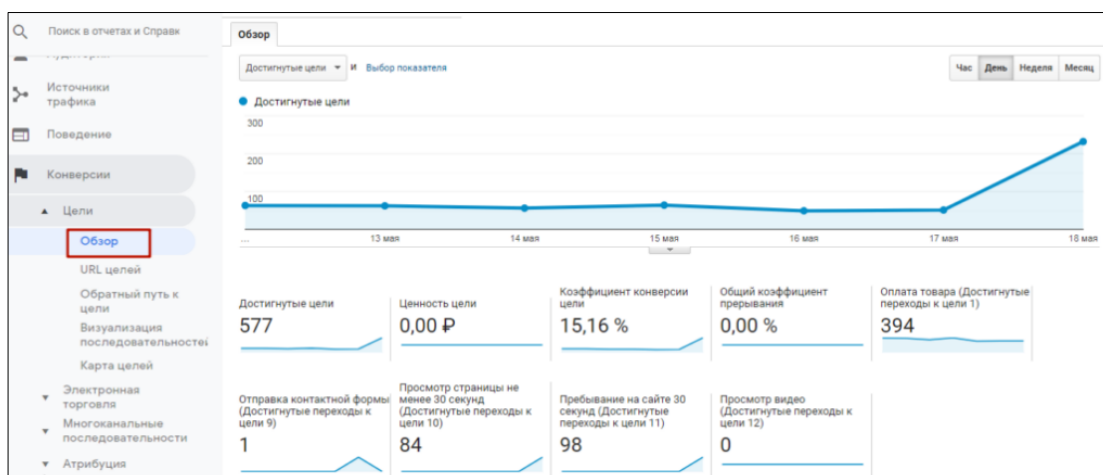 Поиск в отчетах и Справк
Источники
трафика
Поведение
Конверсии
Цели
Обзор
URL целей
Обратный путь к
цели
Визуализация
последовательностей
Карта целей
Электронная
торговля
Многоканальные
последовательности
Атрибуция
Обзор
Достигнутые цели и Выбор показателя
Час День Неделя Месяц
Достигнутые цели
300
200
100
... 13 мая 14 мая 15 мая 16 мая 17 мая 18 мая
Достигнутые цели
577
Ценность цели
0,00 ₽
Коэффициент конверсии
цели
15,16 %
Общий коэффициент
прерывания
0,00 %
Оплата товара (Достигнутые
переходы к цели 1)
394
Отправка контактной формы
(Достигнутые переходы к
цели 9)
1
Просмотр страницы не
менее 30 секунд
(Достигнутые переходы к
цели 10)
84
Пребывание на сайте 30
секунд (Достигнутые
переходы к цели 11)
98
Просмотр видео
(Достигнутые переходы к
цели 12)
0